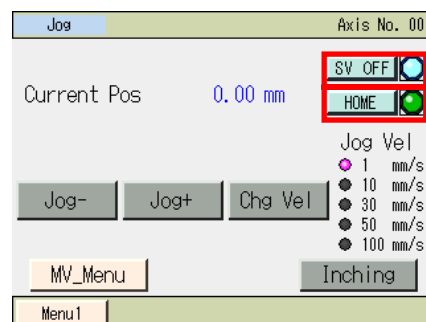 Jog Axis No. 00
SV OFF
Current Pos 0.00 mm
HOME
Jog Vel
1 mm/s
10 mm/s
Jog- Jog+ Chg Vel 30 mm/s
50 mm/s
100 mm/s
MV_Menu Inching
Menu1